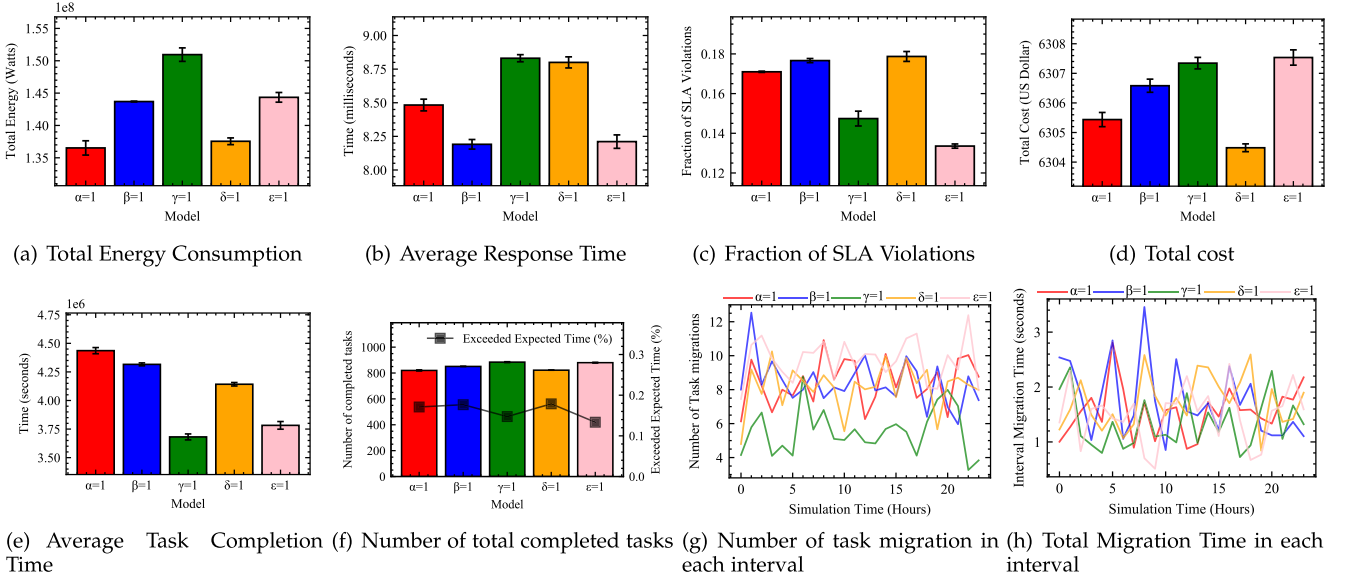 1e8
1.55
1.50
1.45
1.40
1.35
Total Energy (Watts)
α=1 β=1 γ=1 δ=1 ε=1
Model
(a) Total Energy Consumption
9.00
8.75
8.50
8.25
8.00
Time (milliseconds)
α=1 β=1 γ=1 δ=1 ε=1
Model
(b) Average Response Time
0.18
0.16
0.14
0.12
Fraction of SLA Violations
α=1 β=1 γ=1 δ=1 ε=1
Model
(c) Fraction of SLA Violations
6308
6307
6306
6305
6304
Total Cost (US Dollar)
α=1 β=1 γ=1 δ=1 ε=1
Model
(d) Total cost
1e6
4.75
4.50
4.25
4.00
3.75
3.50
Time (seconds)
α=1 β=1 γ=1 δ=1 ε=1
Model
(e) Average Task Completion
Time
Exceeded Expected Time (%)
1000
800
600
400
200
0
Number of completed tasks
0.3
0.2
0.1
0.0
Exceeded Expected Time (%)
α=1 β=1 γ=1 δ=1 ε=1
Model
(f) Number of total completed tasks
α=1 β=1 γ=1 δ=1 ε=1
12
10
8
6
4
Number of Task migrations
0 5 10 15 20
Simulation Time (Hours)
(g) Number of task migration in
each interval
α=1 β=1 γ=1 δ=1 ε=1
3
2
1
Interval Migration Time (seconds)
0 5 10 15 20
Simulation Time (Hours)
(h) Total Migration Time in each
interval